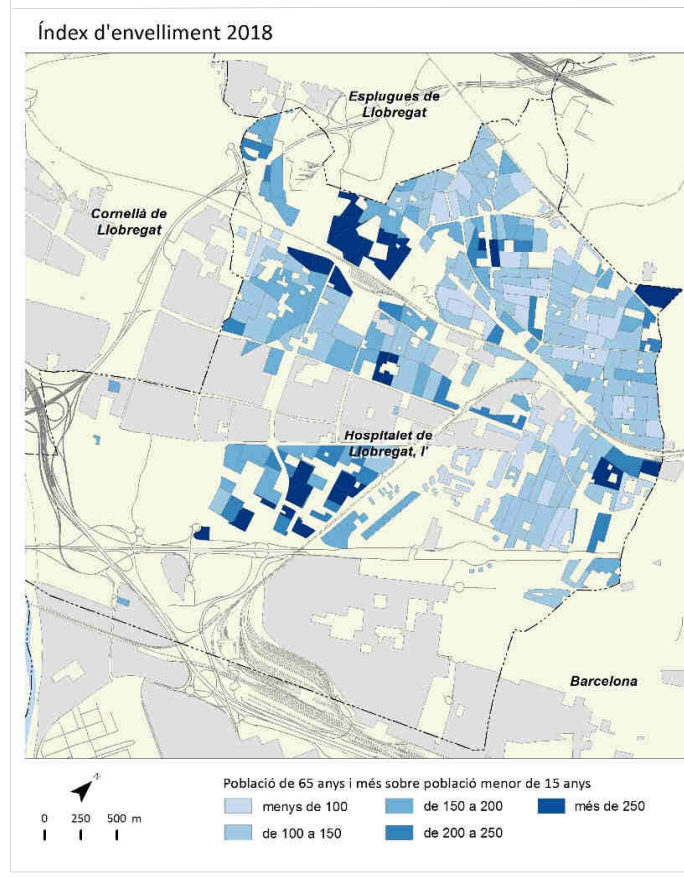 Índex d'envelliment 2018
Esplugues de
Llobregat
Cornellà de
Llobregat
Hospitalet de
Llobregat, l'
Barcelona
Població de 65 anys i més sobre població menor de 15 anys
0 250 500 m
menys de 100
de 100 a 150
de 150 a 200
de 200 a 250
més de 250